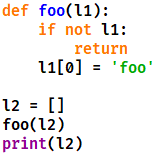 def foo(l1):
    if not l1:
        return
    l1[0] = 'foo'

l2 = []
foo(l2)
print(l2)